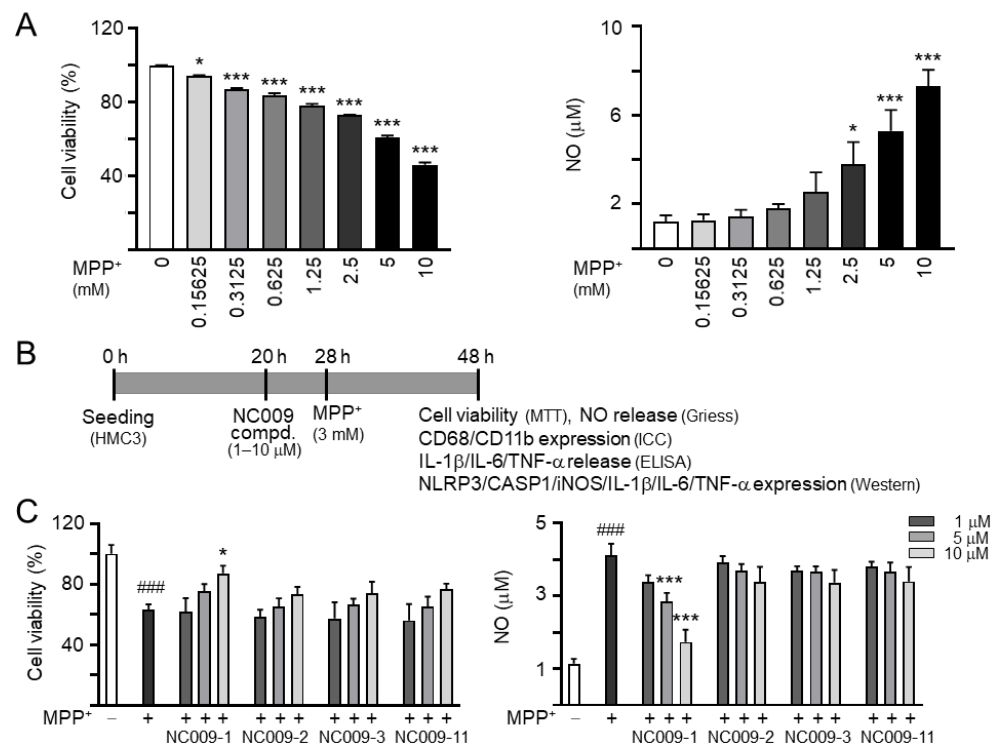 A
Cell viability (%)
120
80
40
*
***
***
***
***
***
***
MPP⁺
(mM)
0
0.15625
0.3125
0.625
1.25
2.5
5
10
NO (μM)
10
6
2
*
***
***
MPP⁺
(mM)
0
0.15625
0.3125
0.625
1.25
2.5
5
10
B
0 h 20 h 28 h 48 h
Seeding
(HMC3)
NC009
compd.
(1–10 μM)
MPP⁺
(3 mM)
Cell viability (MTT), NO release (Griess)
CD68/CD11b expression (ICC)
IL-1β/IL-6/TNF-α release (ELISA)
NLRP3/CASP1/iNOS/IL-1β/IL-6/TNF-α expression (Western)
C
Cell viability (%)
120
80
40
###
*
MPP⁺ – + + + + + + + + + + + + +
NC009-1 NC009-2 NC009-3 NC009-11
NO (μM)
5
3
1
###
***
***
1 μM
5 μM
10 μM
MPP⁺ – + + + + + + + + + + + + +
NC009-1 NC009-2 NC009-3 NC009-11